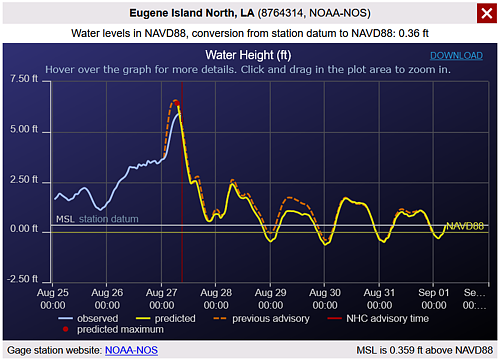 Eugene Island North, LA (8764314, NOAA-NOS)
Water levels in NAVD88, conversion from station datum to NAVD88: 0.36 ft
Water Height (ft)
DOWNLOAD
Hover over the graph for more details. Click and drag in the plot area to zoom in.
7.50 ft
5.00 ft
2.50 ft
MSL station datum
NAVD88
0.00 ft
-2.50 ft
Aug 25 Aug 26 Aug 27 Aug 28 Aug 29 Aug 30 Aug 31 Sep 01 Se...
00:00 00:00 00:00 00:00 00:00 00:00 00:00 00:00 00...
observed predicted previous advisory NHC advisory time
predicted maximum
Gage station website: NOAA-NOS
MSL is 0.359 ft above NAVD88